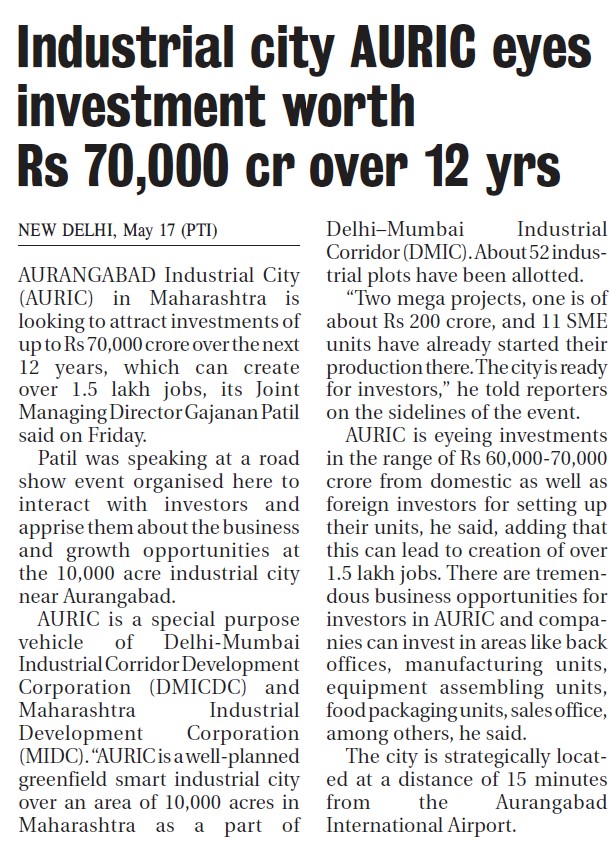 Industrial city AURIC eyes
investment worth
Rs 70,000 cr over 12 yrs
NEW DELHI, May 17 (PTI)
AURANGABAD Industrial City
(AURIC) in Maharashtra is
looking to attract investments of
up to Rs 70,000 crore over the next
12 years, which can create
over 1.5 lakh jobs, its Joint
Managing Director Gajanan Patil
said on Friday.
Patil was speaking at a road
show event organised here to
interact with investors and
apprise them about the business
and growth opportunities at
the 10,000 acre industrial city
near Aurangabad.
AURIC is a special purpose
vehicle of Delhi-Mumbai
Industrial Corridor Development
Corporation (DMICDC) and
Maharashtra Industrial
Development Corporation
(MIDC). “AURIC is a well-planned
greenfield smart industrial city
over an area of 10,000 acres in
Maharashtra as a part of
Delhi–Mumbai Industrial
Corridor (DMIC). About 52 indus-
trial plots have been allotted.
“Two mega projects, one is of
about Rs 200 crore, and 11 SME
units have already started their
production there. The city is ready
for investors,” he told reporters
on the sidelines of the event.
AURIC is eyeing investments
in the range of Rs 60,000-70,000
crore from domestic as well as
foreign investors for setting up
their units, he said, adding that
this can lead to creation of over
1.5 lakh jobs. There are tremen-
dous business opportunities for
investors in AURIC and compa-
nies can invest in areas like back
offices, manufacturing units,
equipment assembling units,
food packaging units, sales office,
among others, he said.
The city is strategically locat-
ed at a distance of 15 minutes
from the Aurangabad
International Airport.